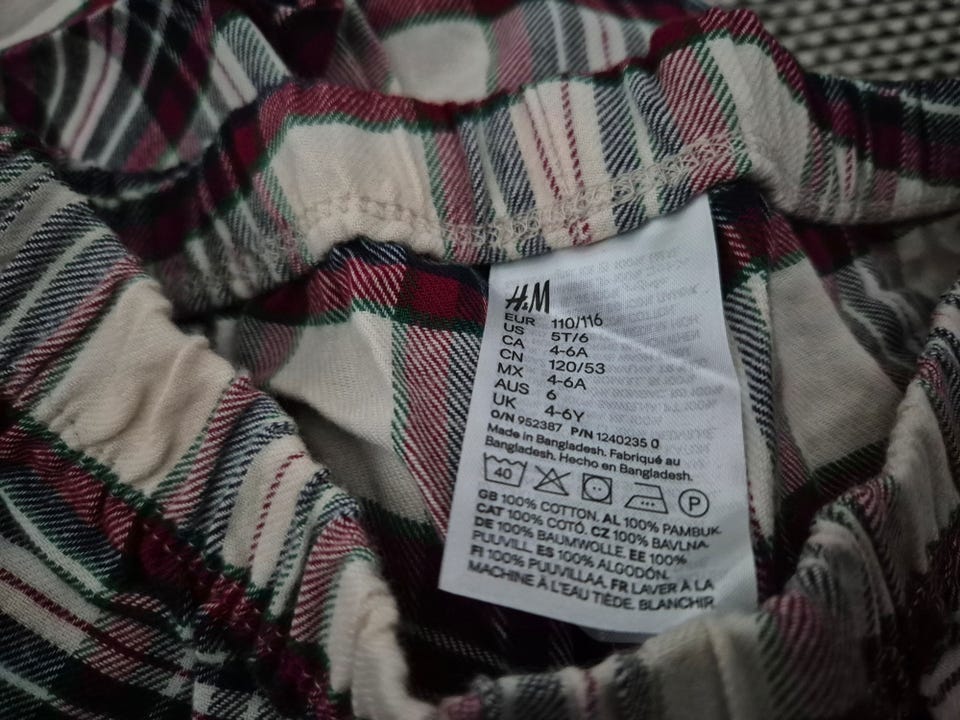 H&M
EUR 110/116
US 5T/6
CA 4-6A
CN 120/53
MX 4-6A
AUS 6
UK 4-6Y
O/N 952387 P/N 1240235 0
Made in Bangladesh. Fabriqué au
Bangladesh. Hecho en Bangladesh.
40 P
GB 100% COTTON. AL 100% PAMBUK.
CAT 100% COTÓ. CZ 100% BAVLNA.
DE 100% BAUMWOLLE. EE 100%
PUUVILL. ES 100% ALGODÓN.
FI 100% PUUVILLAA. FR LAVER À LA
MACHINE À L'EAU TIÈDE. BLANCHIR